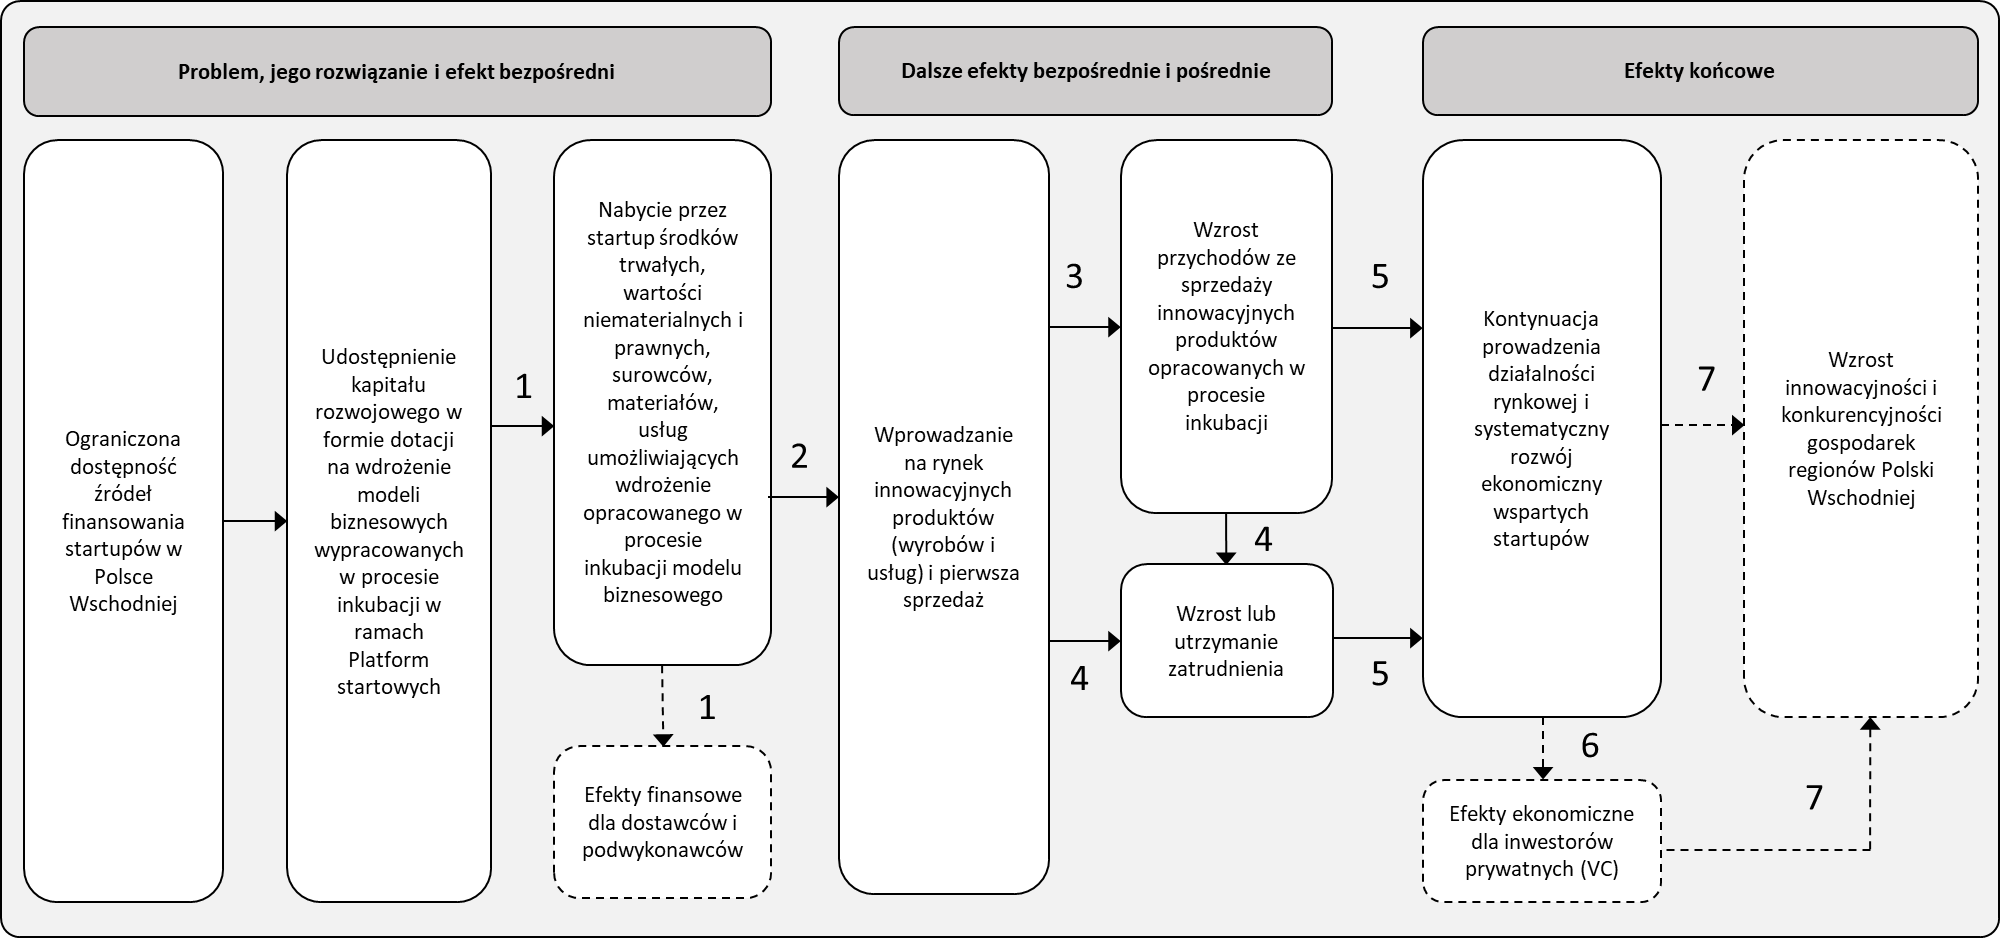 Problem, jego rozwiązanie i efekt bezpośredni
Dalsze efekty bezpośrednie i pośrednie
Efekty końcowe
Ograniczona
dostępność
źródeł
finansowania
startupów w
Polsce
Wschodniej
Udostępnienie
kapitału
rozwojowego w
formie dotacji
na wdrożenie
modeli
biznesowych
wypracowanych
w procesie
inkubacji w
ramach
Platform
startowych
1
Nabycie przez
startup środków
trwałych,
wartości
niematerialnych i
prawnych,
surowców,
materiałów,
usług
umożliwiających
wdrożenie
opracowanego w
procesie
inkubacji modelu
biznesowego
1
Efekty finansowe
dla dostawców i
podwykonawców
2
Wprowadzanie
na rynek
innowacyjnych
produktów
(wyrobów i
usług) i pierwsza
sprzedaż
3
Wzrost
przychodów ze
sprzedaży
innowacyjnych
produktów
opracowanych w
procesie
inkubacji
4
4
Wzrost lub
utrzymanie
zatrudnienia
5
5
Kontynuacja
prowadzenia
działalności
rynkowej i
systematyczny
rozwój
ekonomiczny
wspartych
startupów
6
Efekty ekonomiczne
dla inwestorów
prywatnych (VC)
7
7
Wzrost
innowacyjności i
konkurencyjności
gospodarek
regionów Polski
Wschodniej